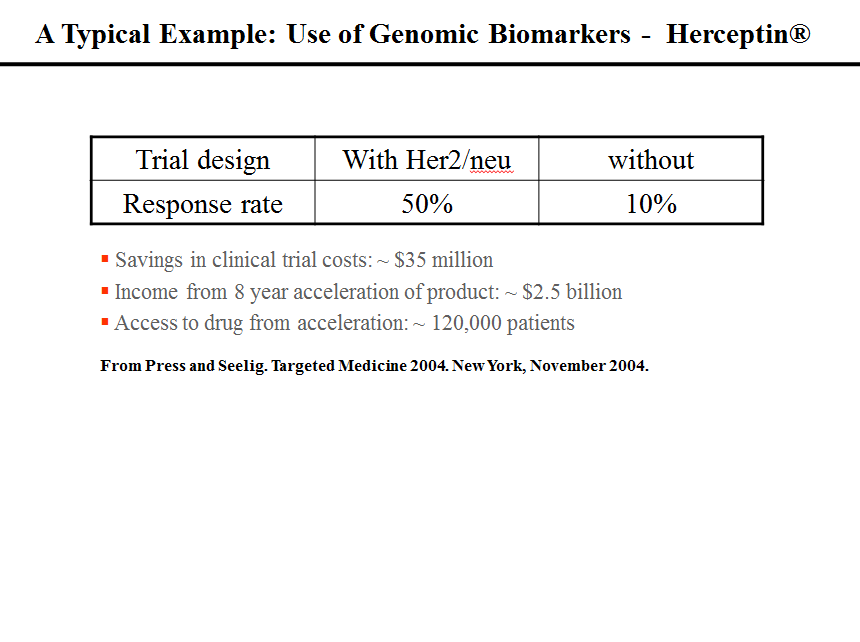 A Typical Example: Use of Genomic Biomarkers - Herceptin®
Trial design With Her2/neu without
Response rate 50% 10%
▪ Savings in clinical trial costs: ~ $35 million
▪ Income from 8 year acceleration of product: ~ $2.5 billion
▪ Access to drug from acceleration: ~ 120,000 patients
From Press and Seelig. Targeted Medicine 2004. New York, November 2004.